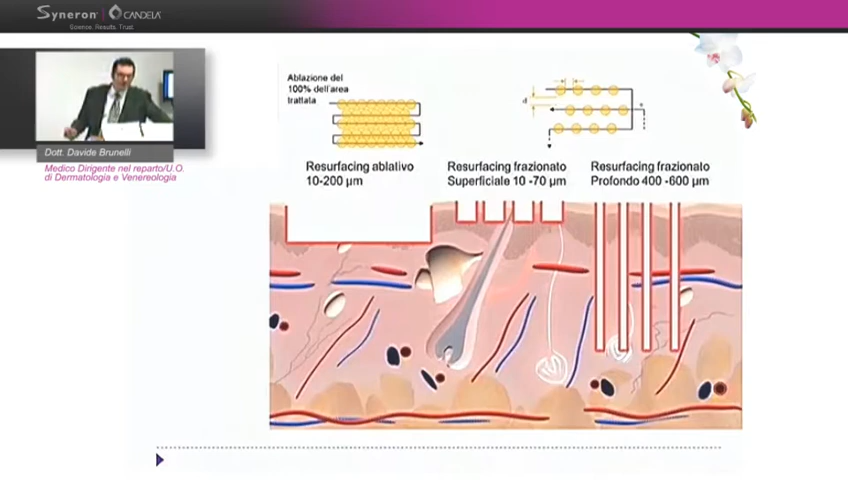 Syneron
CANDELA
Science. Results. Trust.
Dott. Davide Brunelli
Medico Dirigente nel reparto/U.O.
di Dermatologia e Venereologia
Ablazione del
100% dell'area
trattata
d
Resurfacing ablativo
10-200 µm
Resurfacing frazionato
Superficiale 10 -70 µm
Resurfacing frazionato
Profondo 400 -600 µm